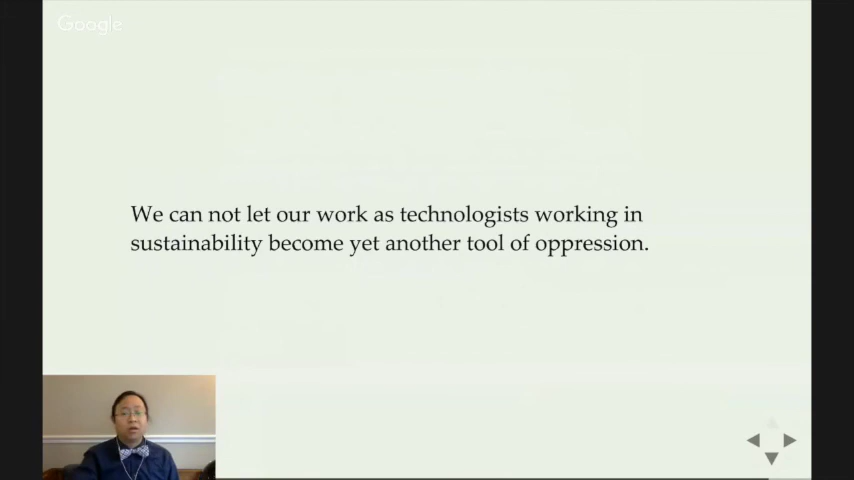 Google
We can not let our work as technologists working in
sustainability become yet another tool of oppression.